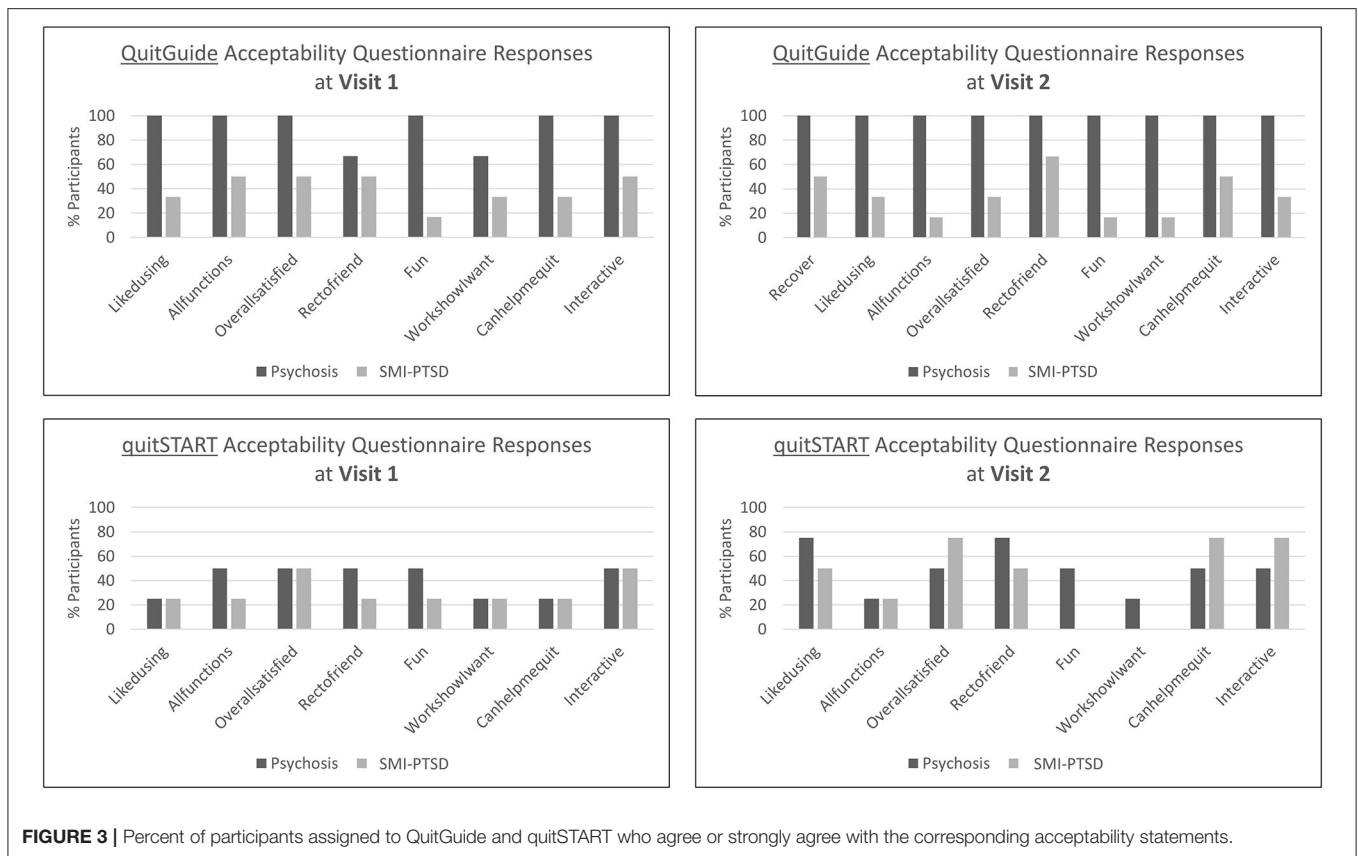 QuitGuide Acceptability Questionnaire Responses
at Visit 1
100
80
60
40
20
0
% Participants
Likedusing
Allfunctions
Overallsatisfied
Rectofriend
Fun
WorkshowIwant
Canhelpmequit
Interactive
Psychosis SMI-PTSD
QuitGuide Acceptability Questionnaire Responses
at Visit 2
100
80
60
40
20
0
% Participants
Recover
Likedusing
Allfunctions
Overallsatisfied
Rectofriend
Fun
WorkshowIwant
Canhelpmequit
Interactive
Psychosis SMI-PTSD
quitSTART Acceptability Questionnaire Responses
at Visit 1
100
80
60
40
20
0
% Participants
Likedusing
Allfunctions
Overallsatisfied
Rectofriend
Fun
WorkshowIwant
Canhelpmequit
Interactive
Psychosis SMI-PTSD
quitSTART Acceptability Questionnaire Responses
at Visit 2
100
80
60
40
20
0
% Participants
Likedusing
Allfunctions
Overallsatisfied
Rectofriend
Fun
WorkshowIwant
Canhelpmequit
Interactive
Psychosis SMI-PTSD
FIGURE 3 | Percent of participants assigned to QuitGuide and quitSTART who agree or strongly agree with the corresponding acceptability statements.